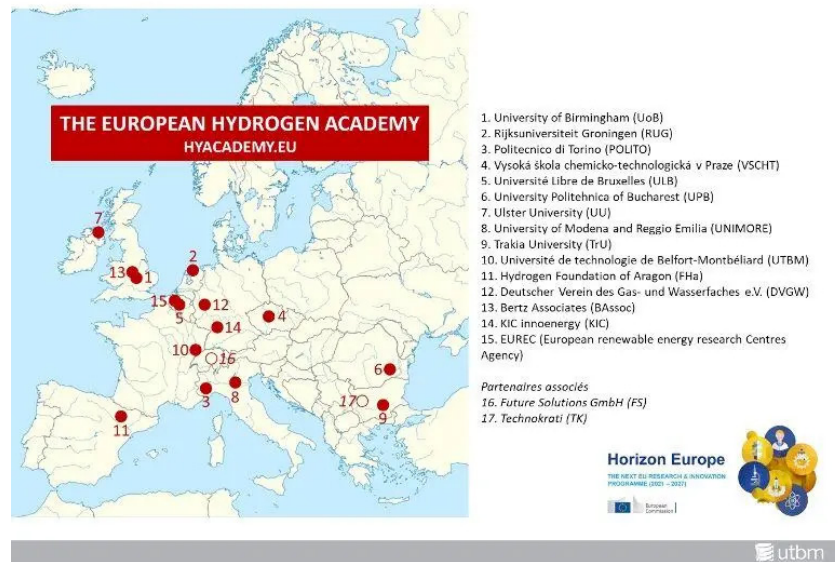 THE EUROPEAN HYDROGEN ACADEMY
HYACADEMY.EU
7
2
13
1
15
5
12
4
14
10
16
6
3
8
17
9
11
1. University of Birmingham (UoB)
2. Rijksuniversiteit Groningen (RUG)
3. Politecnico di Torino (POLITO)
4. Vysoká škola chemicko-technologická v Praze (VSCHT)
5. Université Libre de Bruxelles (ULB)
6. University Politehnica of Bucharest (UPB)
7. Ulster University (UU)
8. University of Modena and Reggio Emilia (UNIMORE)
9. Trakia University (TrU)
10. Université de technologie de Belfort-Montbéliard (UTBM)
11. Hydrogen Foundation of Aragon (FHa)
12. Deutscher Verein des Gas- und Wasserfaches e.V. (DVGW)
13. Bertz Associates (BAssoc)
14. KIC innoenergy (KIC)
15. EUREC (European renewable energy research Centres
Agency)
Partenaires associés
16. Future Solutions GmbH (FS)
17. Technokrati (TK)
Horizon Europe
THE NEXT EU RESEARCH & INNOVATION
PROGRAMME (2021 – 2027)
European
Commission
utbm